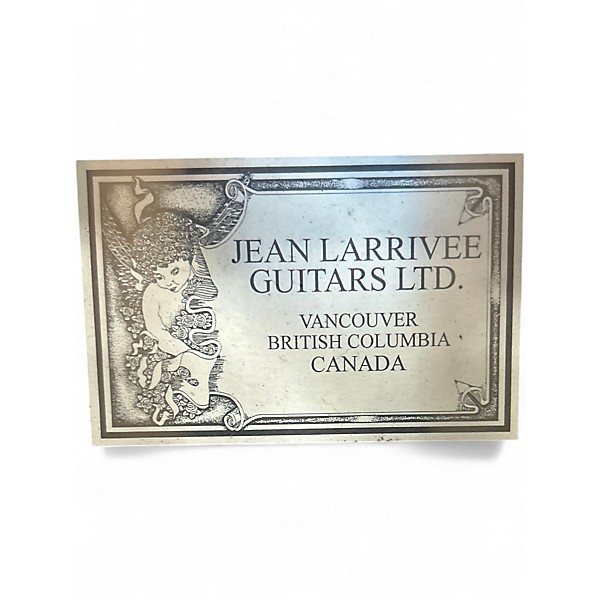 JEAN LARRIVEE
GUITARS LTD.
VANCOUVER
BRITISH COLUMBIA
CANADA